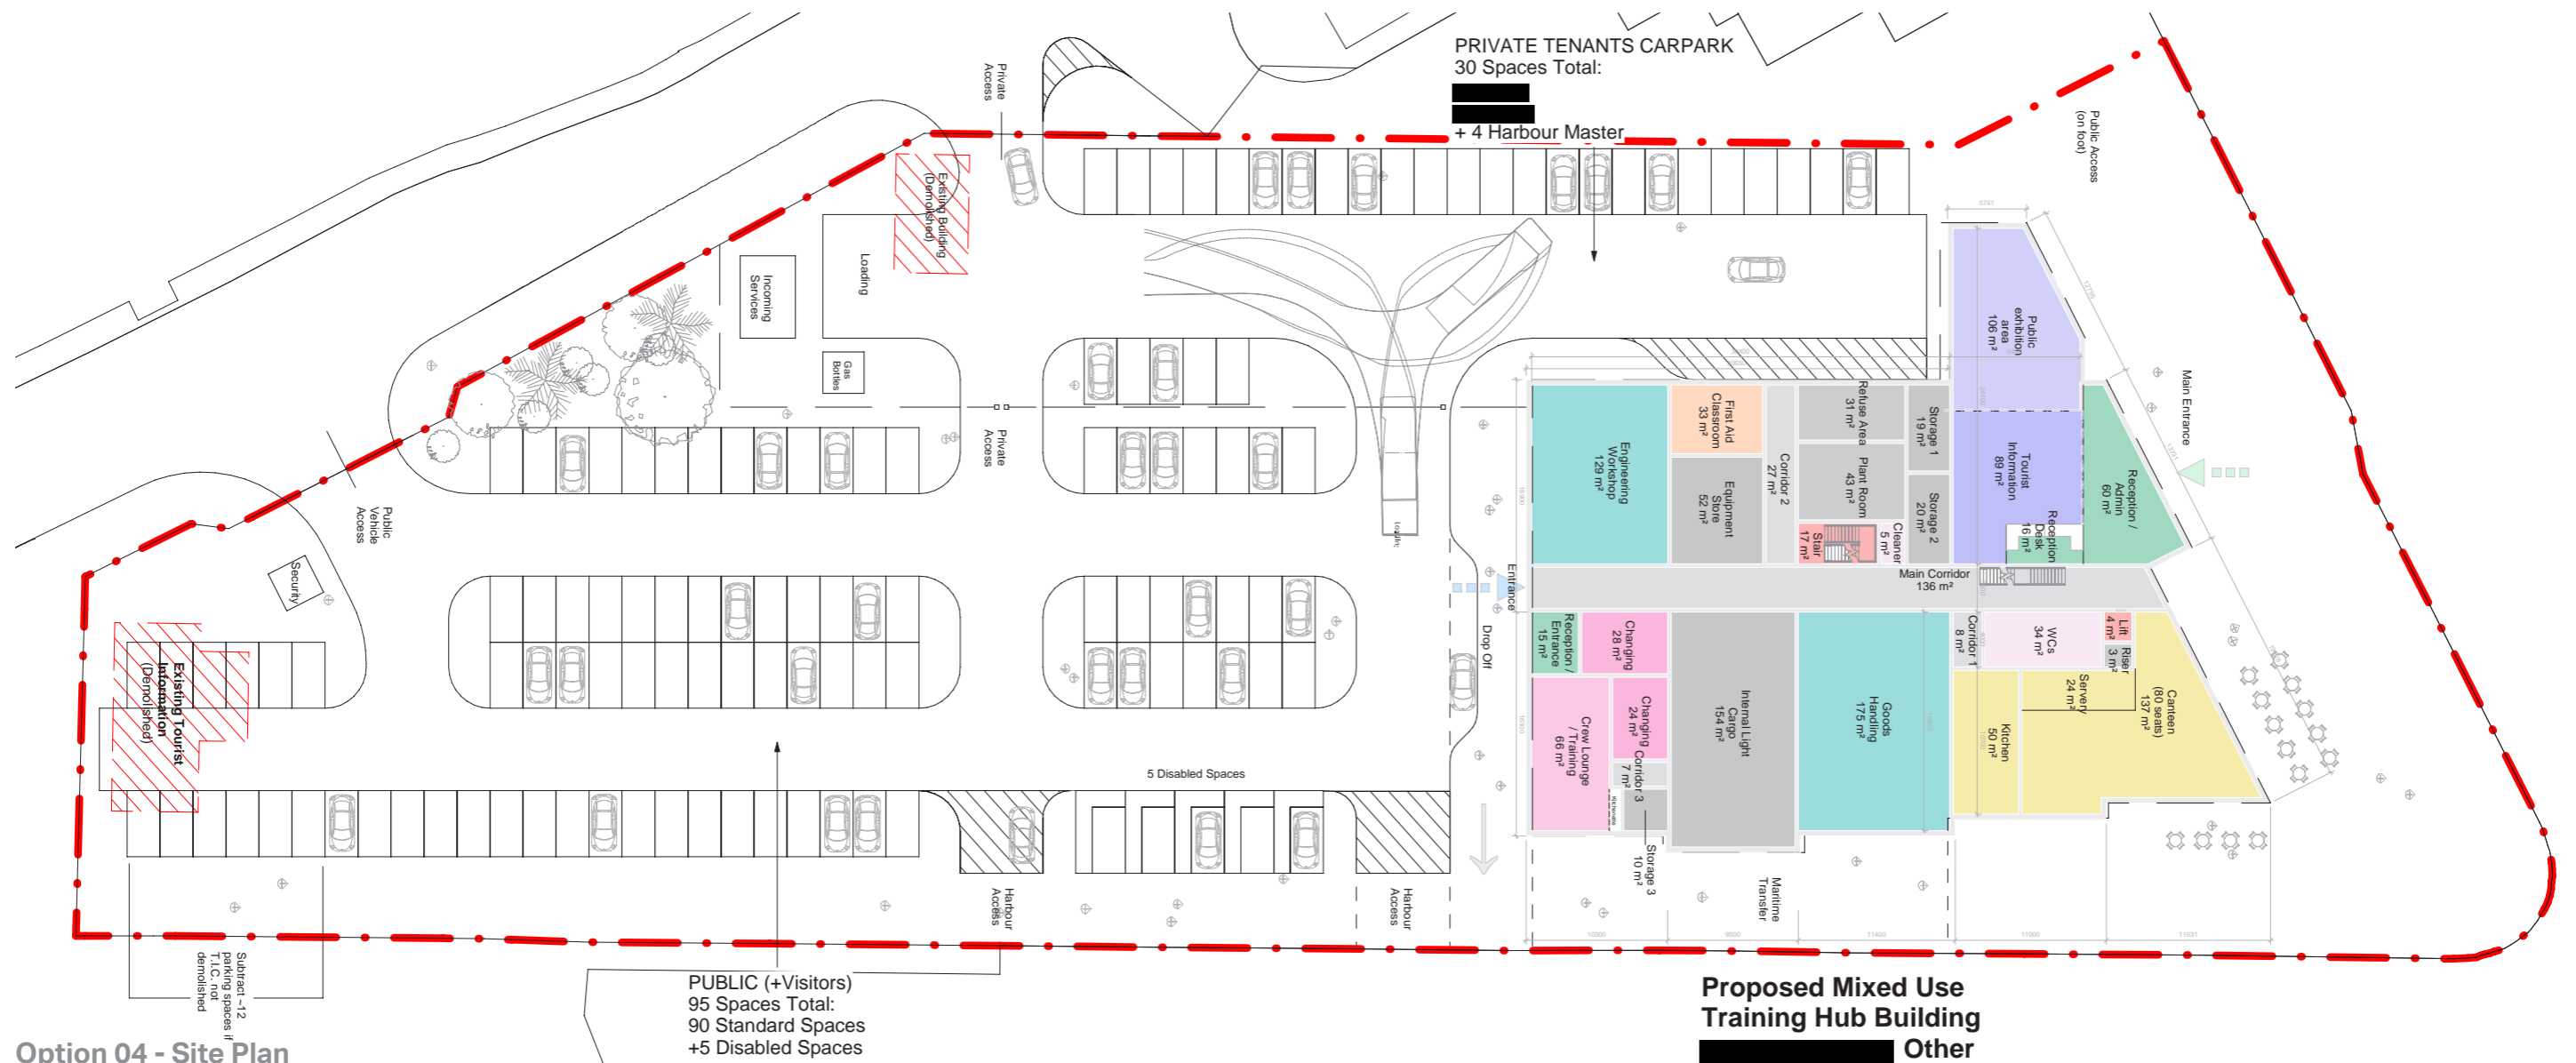 PRIVATE TENANTS CARPARK
30 Spaces Total:
+ 4 Harbour Master
Private
Access
Public Access
(on foot)
Existing Building
(Demolished)
Loading
Incoming
Services
Gas
Bottles
Private
Access
Public
Vehicle
Access
Security
Existing Tourist
Information
(Demolished)
Subtract ~12
parking spaces if
T.I.C. not
demolished
5741
12795
Public
exhibition
area
106 m²
Main Entrance
13701
Engineering
Workshop
129 m²
First Aid
Classroom
33 m²
Equipment
Store
52 m²
Corridor 2
27 m²
Refuse Area
31 m²
Plant Room
43 m²
Stair
17 m²
Cleaner
5 m²
Storage 1
19 m²
Storage 2
20 m²
Tourist
Information
89 m²
Reception
Desk
16 m²
Reception /
Admin
60 m²
Entrance
Main Corridor
136 m²
Drop Off
Reception /
Entrance
15 m²
Changing
28 m²
Changing
24 m²
Corridor 3
7 m²
Crew Lounge
/ Training
66 m²
Kitchenette
Storage 3
10 m²
Internal Light
Cargo
154 m²
Goods
Handling
175 m²
Corridor 1
8 m²
WCs
34 m²
Lift
4 m²
Riser
3 m²
Servery
24 m²
Kitchen
50 m²
Canteen
(80 seats)
137 m²
5 Disabled Spaces
Harbour
Access
Harbour
Access
Maritime
Transfer
10300
9500
11400
11000
11931
PUBLIC (+Visitors)
95 Spaces Total:
90 Standard Spaces
+5 Disabled Spaces
Proposed Mixed Use
Training Hub Building
Other
Option 04 - Site Plan